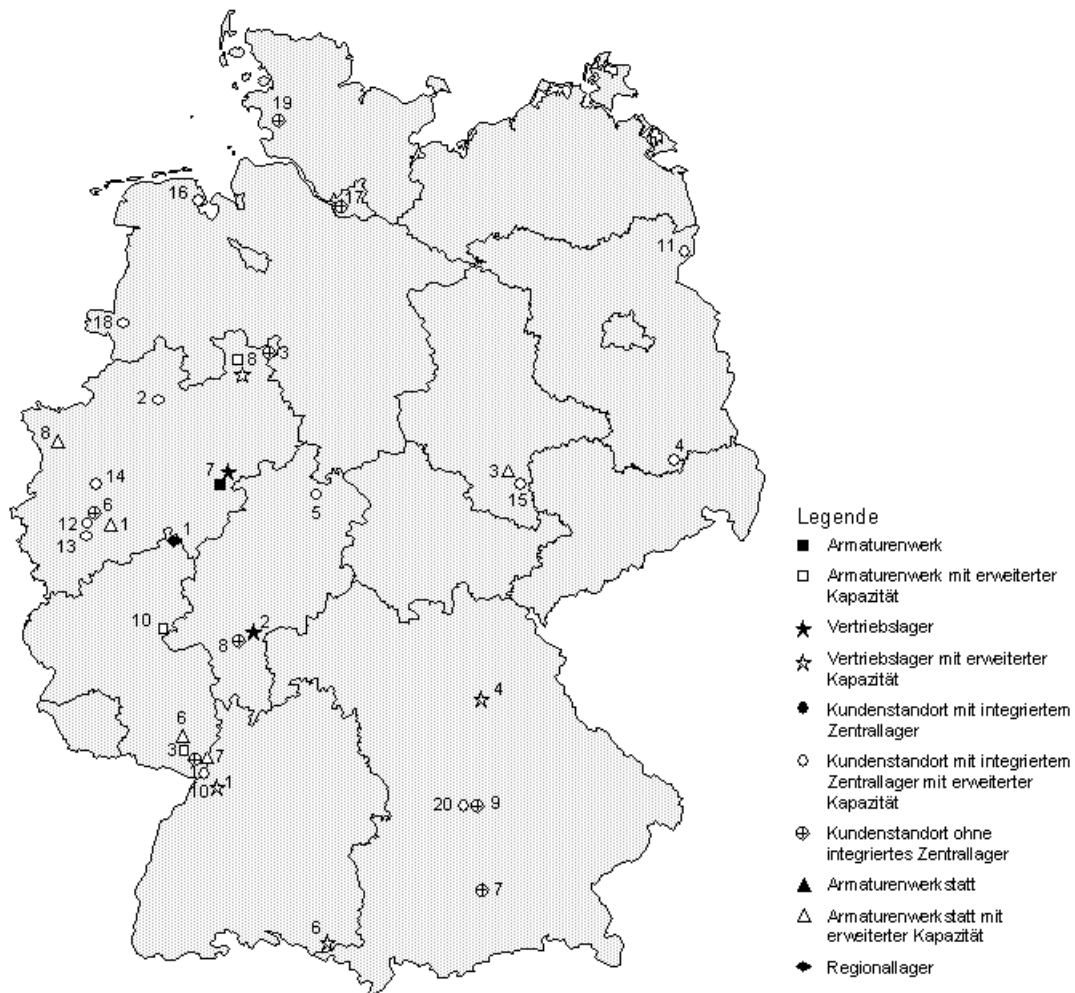 19
16
17
11
18
8
3
2
8
4
7
14
3
15
5
6
12
1
13
1
10
2
8
4
6
3
7
10
1
20
9
7
6
Legende
Armaturenwerk
Armaturenwerk mit erweiterter
Kapazität
Vertriebslager
Vertriebslager mit erweiterter
Kapazität
Kundenstandort mit integriertem
Zentrallager
Kundenstandort mit integriertem
Zentrallager mit erweiterter
Kapazität
Kundenstandort ohne
integriertes Zentrallager
Armaturenwerkstatt
Armaturenwerkstatt mit
erweiterter Kapazität
Regionallager